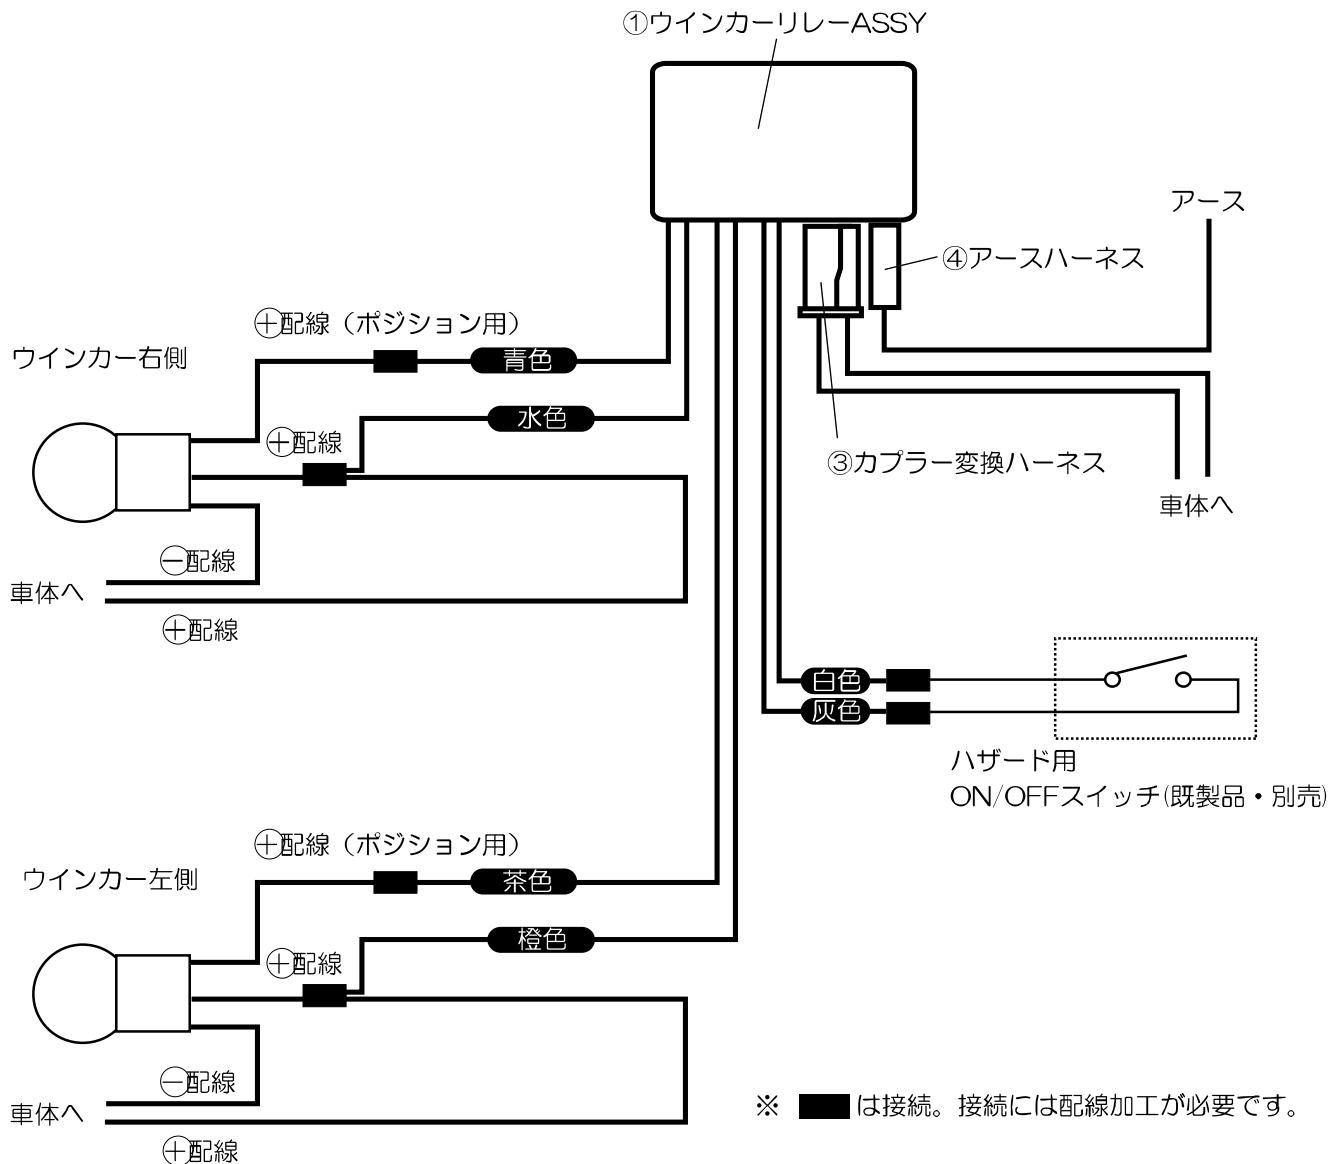 ①ウインカーリレーASSY
アース
④アースハーネス
⊕配線（ポジション用）
ウインカー右側
青色
水色
⊕配線
③カプラー変換ハーネス
車体へ
⊖配線
車体へ
⊕配線
白色
灰色
ハザード用
ON/OFFスイッチ(既製品・別売)
⊕配線（ポジション用）
ウインカー左側
茶色
橙色
⊕配線
⊖配線
車体へ
⊕配線
※ ■は接続。接続には配線加工が必要です。